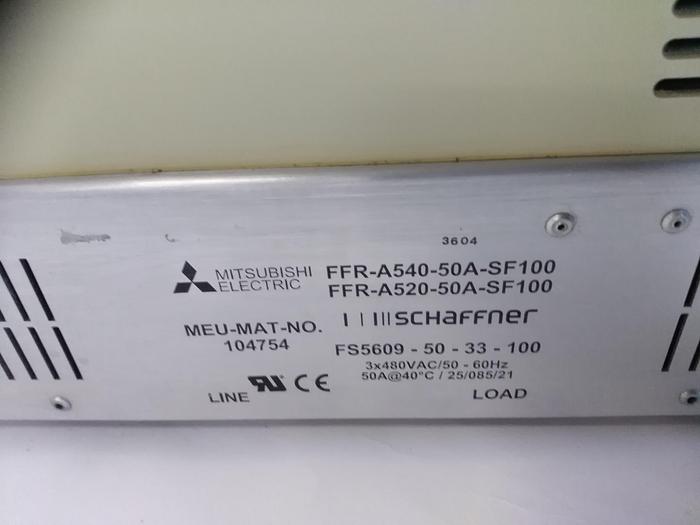 3604
MITSUBISHI ELECTRIC
FFR-A540-50A-SF100
FFR-A520-50A-SF100
MEU-MAT-NO.
104754
SCHaFFner
FS5609 - 50 - 33 - 100
3x480VAC/50 - 60Hz
50A@40°C / 25/085/21
LINE
RU CE
LOAD